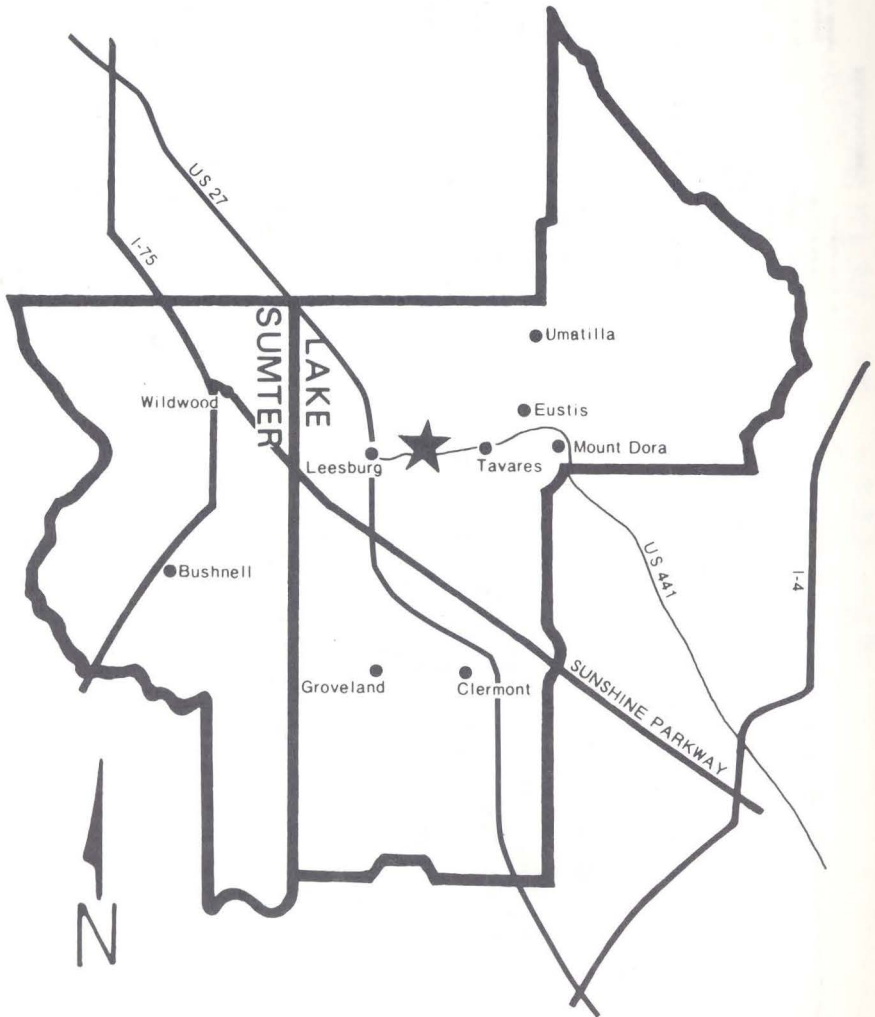 US 27
I-75
SUMTER
LAKE
Umatilla
Wildwood
Eustis
Leesburg
Tavares
Mount Dora
US 441
I-4
Bushnell
Groveland
Clermont
SUNSHINE PARKWAY
N